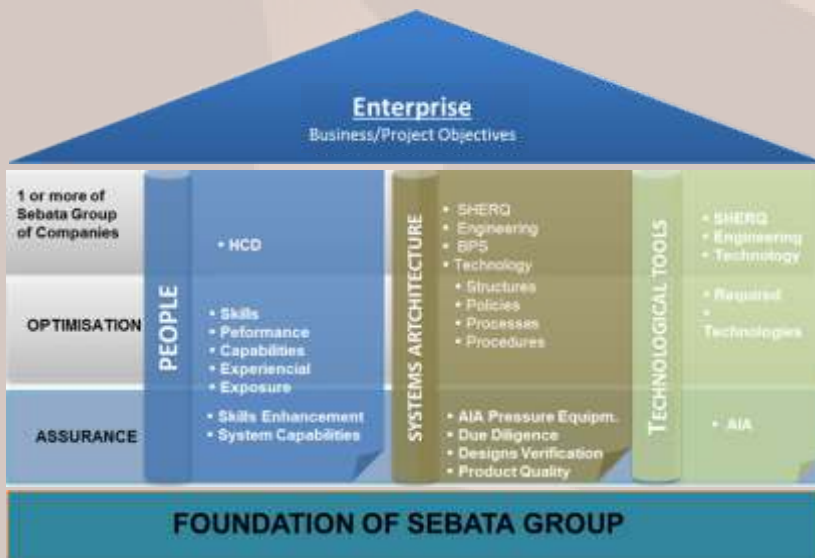 Enterprise
Business/Project Objectives
1 or more of
Sebata Group
of Companies
PEOPLE
• HCD
SYSTEMS ARTCHITECTURE
• SHERQ
• Engineering
• BPS
• Technology
TECHNOLOGICAL TOOLS
• SHERQ
• Engineering
• Technology
OPTIMISATION
• Skills
• Peformance
• Capabilities
• Experiencial
• Exposure
• Structures
• Policies
• Processes
• Procedures
• Required
•
Technologies
ASSURANCE
• Skills Enhancement
• System Capabilities
• AIA Pressure Equipm.
• Due Diligence
• Designs Verification
• Product Quality
• AIA
FOUNDATION OF SEBATA GROUP